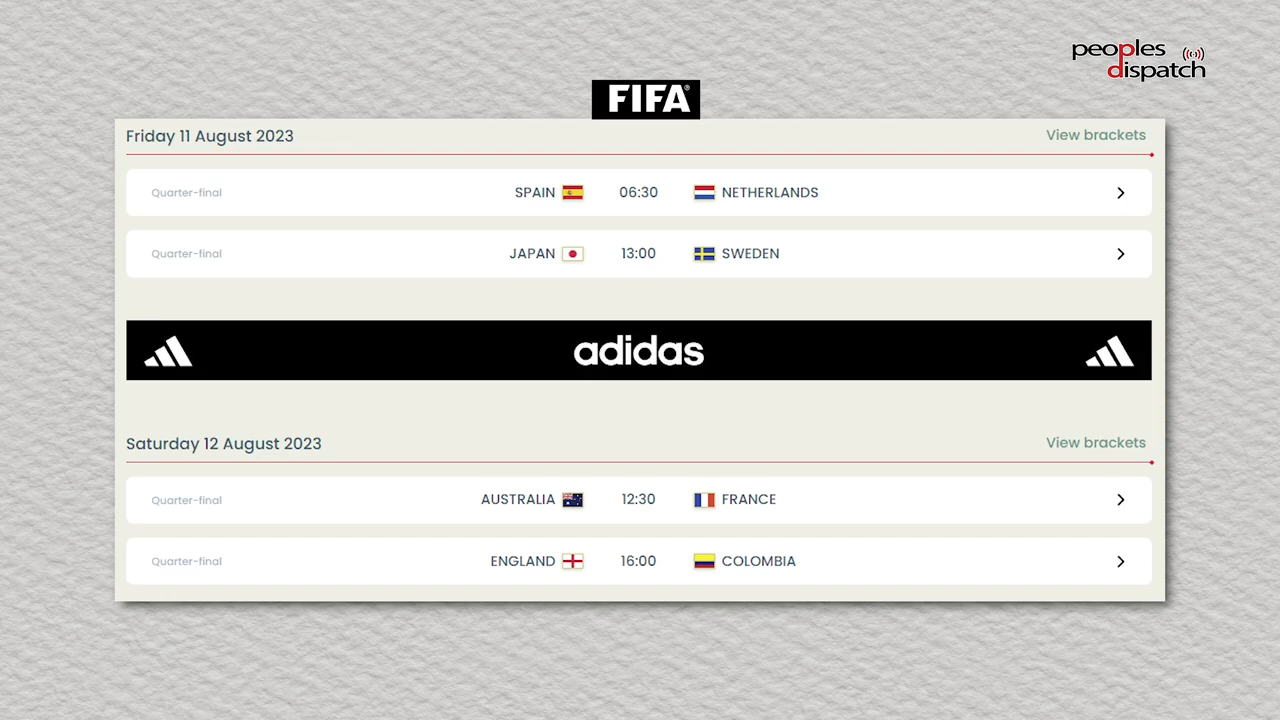 peoples
dispatch
FIFA
Friday 11 August 2023 View brackets
Quarter-final SPAIN 06:30 NETHERLANDS
Quarter-final JAPAN 13:00 SWEDEN
adidas
Saturday 12 August 2023 View brackets
Quarter-final AUSTRALIA 12:30 FRANCE
Quarter-final ENGLAND 16:00 COLOMBIA